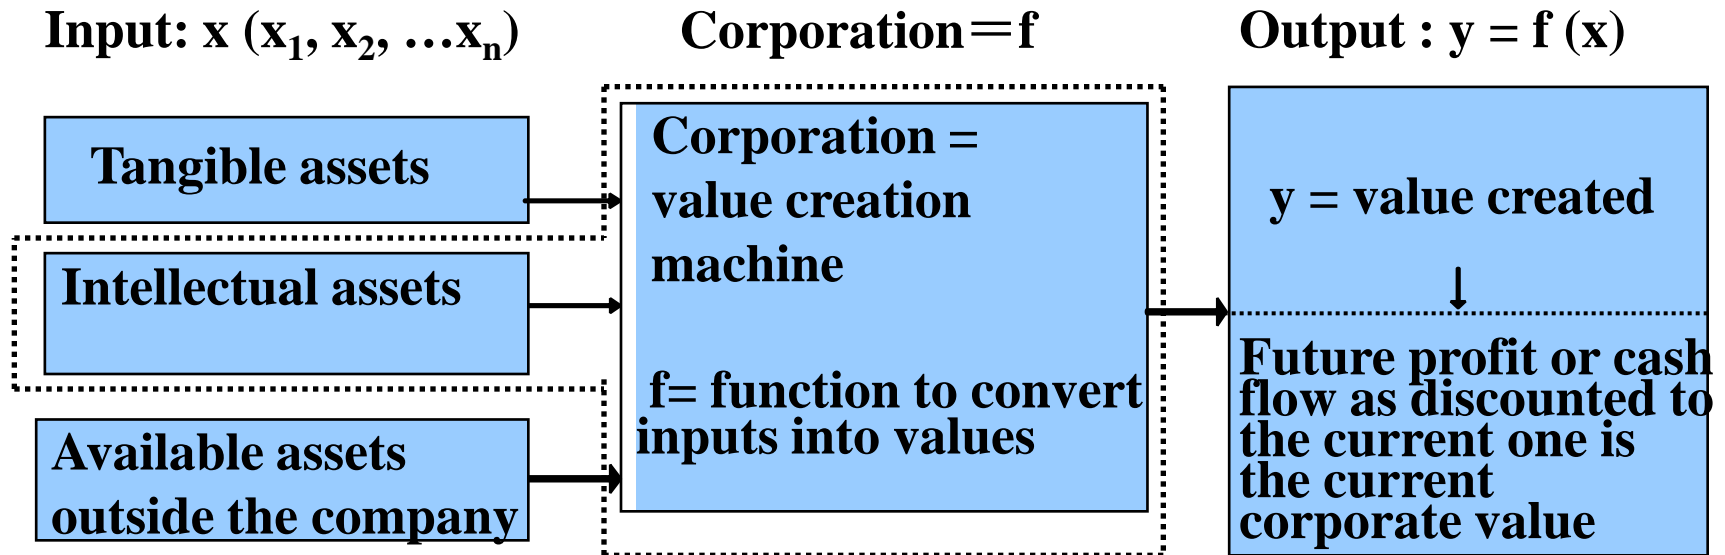 Input: x (x1, x2, …xn)
Corporation＝f
Output : y = f (x)
Tangible assets
Intellectual assets
Available assets
outside the company
Corporation =
value creation
machine
f= function to convert
inputs into values
y = value created
Future profit or cash
flow as discounted to
the current one is
the current
corporate value